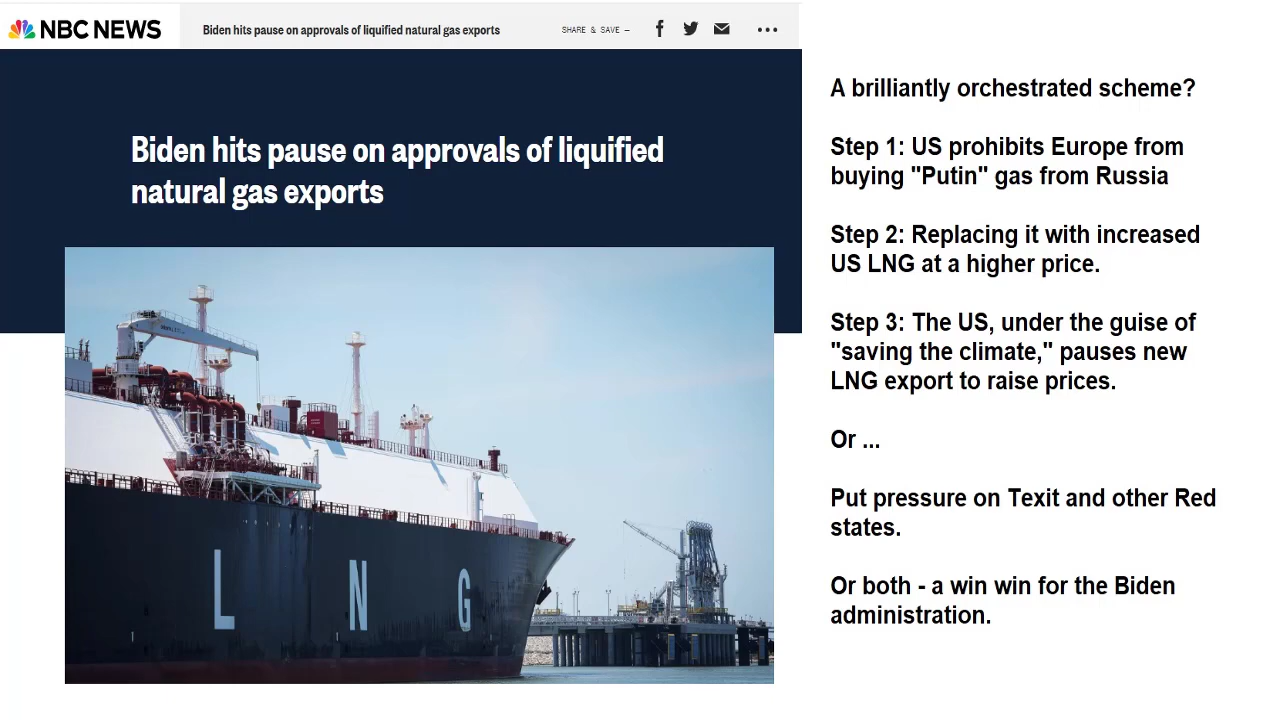 NBC NEWS
Biden hits pause on approvals of liquified natural gas exports
SHARE & SAVE –
Biden hits pause on approvals of liquified
natural gas exports
L N G
A brilliantly orchestrated scheme?
Step 1: US prohibits Europe from
buying "Putin" gas from Russia
Step 2: Replacing it with increased
US LNG at a higher price.
Step 3: The US, under the guise of
"saving the climate," pauses new
LNG export to raise prices.
Or ...
Put pressure on Texit and other Red
states.
Or both - a win win for the Biden
administration.